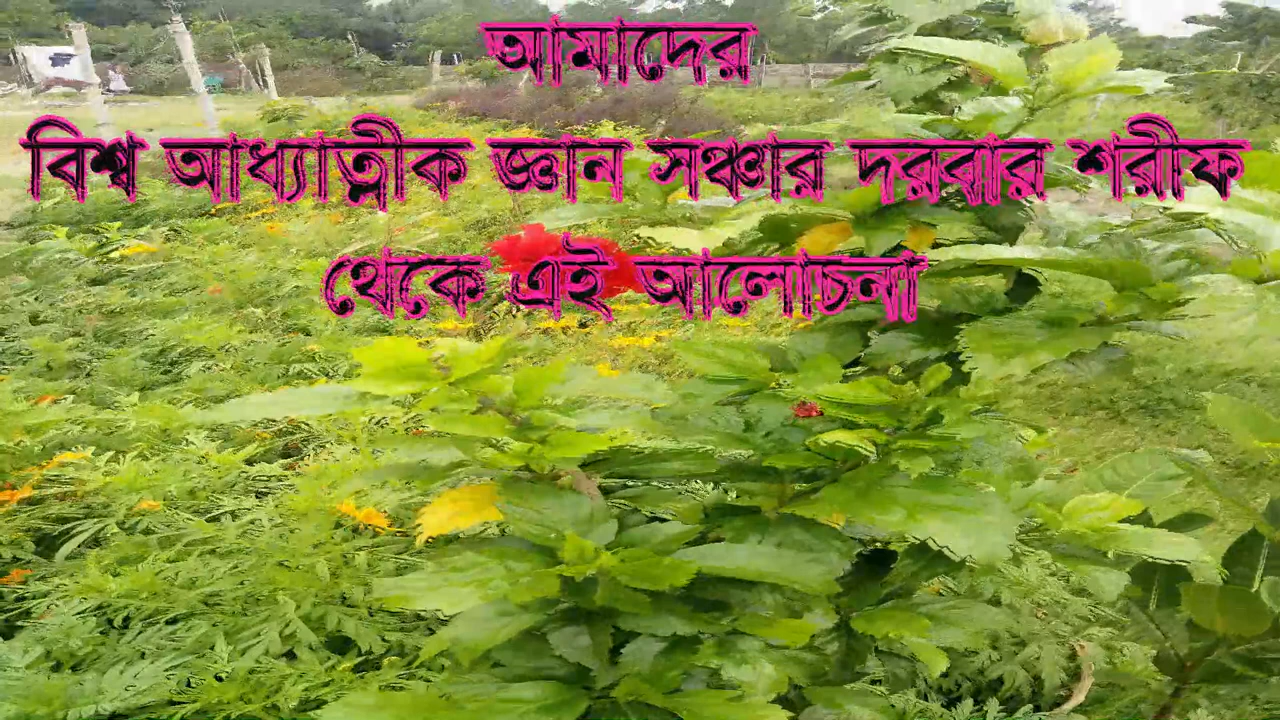 আমাদের
বিশ্ব আধ্যাত্নীক জ্ঞান সঞ্চার দরবার শরীফ
থেকে এই আলোচনা